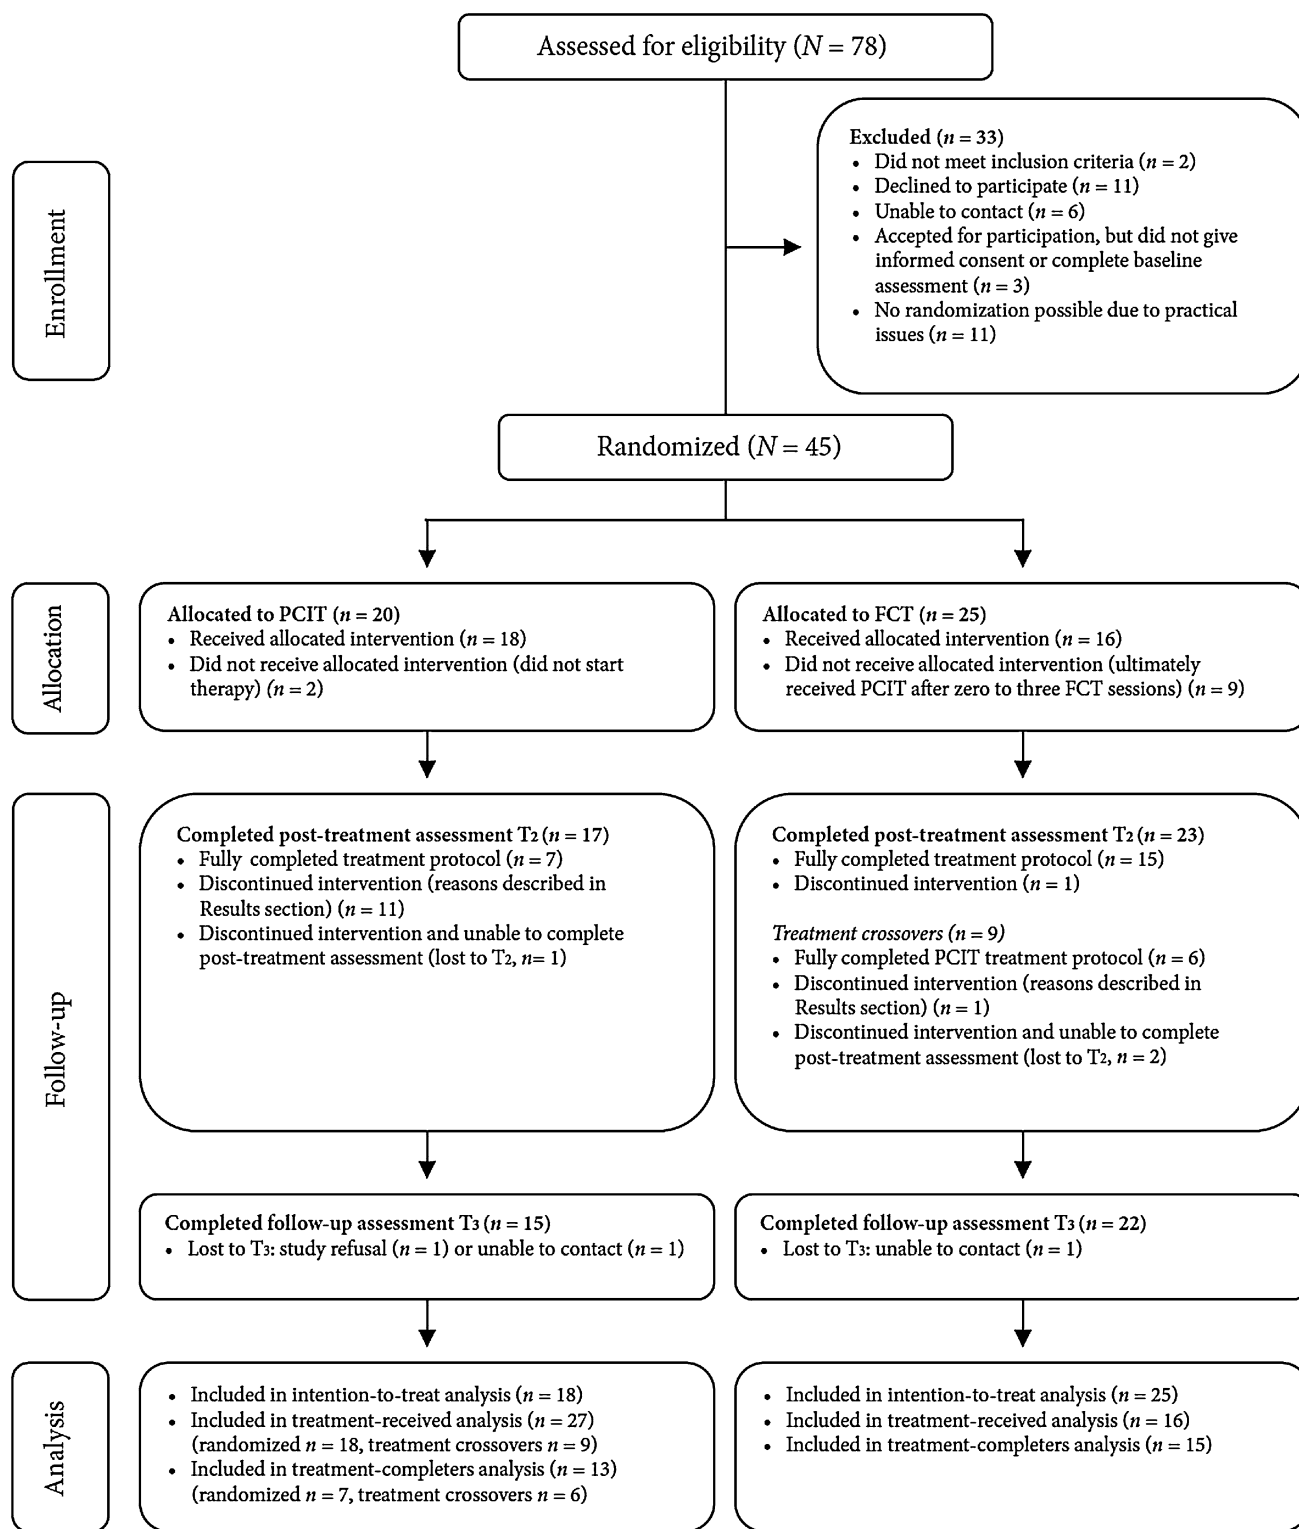 Assessed for eligibility (N = 78)
Excluded (n = 33)
• Did not meet inclusion criteria (n = 2)
• Declined to participate (n = 11)
• Unable to contact (n = 6)
• Accepted for participation, but did not give
informed consent or complete baseline
assessment (n = 3)
• No randomization possible due to practical
issues (n = 11)
Enrollment
Randomized (N = 45)
Allocation
Allocated to PCIT (n = 20)
• Received allocated intervention (n = 18)
• Did not receive allocated intervention (did not start
therapy) (n = 2)
Allocated to FCT (n = 25)
• Received allocated intervention (n = 16)
• Did not receive allocated intervention (ultimately
received PCIT after zero to three FCT sessions) (n = 9)
Follow-up
Completed post-treatment assessment T2 (n = 17)
• Fully completed treatment protocol (n = 7)
• Discontinued intervention (reasons described in
Results section) (n = 11)
• Discontinued intervention and unable to complete
post-treatment assessment (lost to T2, n= 1)
Completed post-treatment assessment T2 (n = 23)
• Fully completed treatment protocol (n = 15)
• Discontinued intervention (n = 1)
Treatment crossovers (n = 9)
• Fully completed PCIT treatment protocol (n = 6)
• Discontinued intervention (reasons described in
Results section) (n = 1)
• Discontinued intervention and unable to complete
post-treatment assessment (lost to T2, n = 2)
Completed follow-up assessment T3 (n = 15)
• Lost to T3: study refusal (n = 1) or unable to contact (n = 1)
Completed follow-up assessment T3 (n = 22)
• Lost to T3: unable to contact (n = 1)
Analysis
• Included in intention-to-treat analysis (n = 18)
• Included in treatment-received analysis (n = 27)
(randomized n = 18, treatment crossovers n = 9)
• Included in treatment-completers analysis (n = 13)
(randomized n = 7, treatment crossovers n = 6)
• Included in intention-to-treat analysis (n = 25)
• Included in treatment-received analysis (n = 16)
• Included in treatment-completers analysis (n = 15)